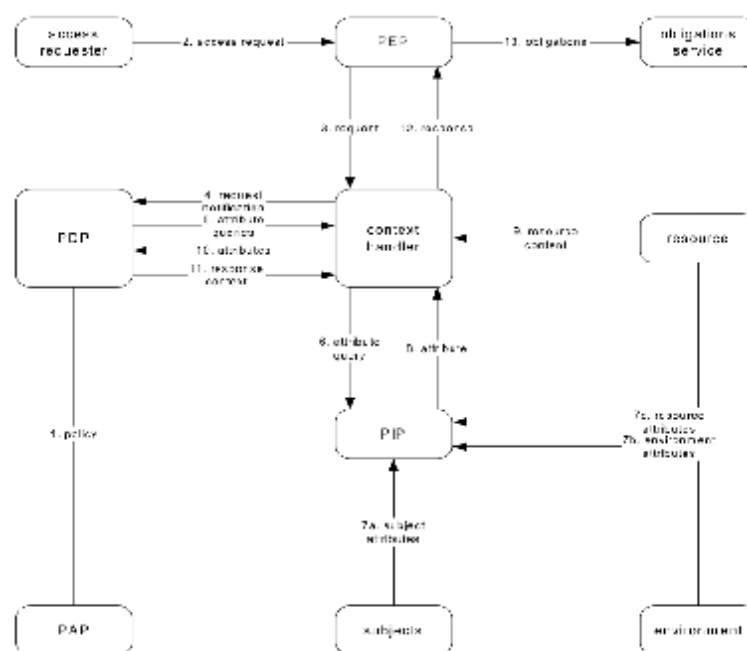 access
requester
2. access request
PEP
13. obligations
obligations
service
3. request
12. response
4. request
notification
5. attribute
queries
10. attributes
11. response
context
PDP
context
handler
9. resource
content
resource
6. attribute
query
8. attribute
1. policy
PIP
7c. resource
attributes
7b. environment
attributes
7a. subject
attributes
PAP
subjects
environment